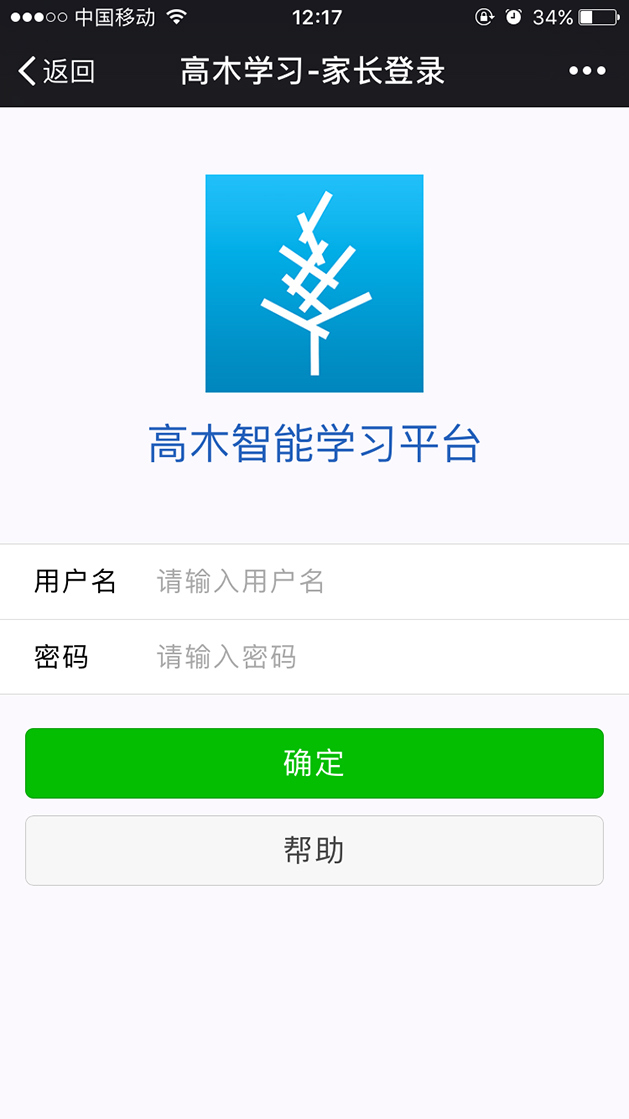 中国移动 12:17 34%
返回 高木学习-家长登录
高木智能学习平台
用户名 请输入用户名
密码 请输入密码
确定
帮助